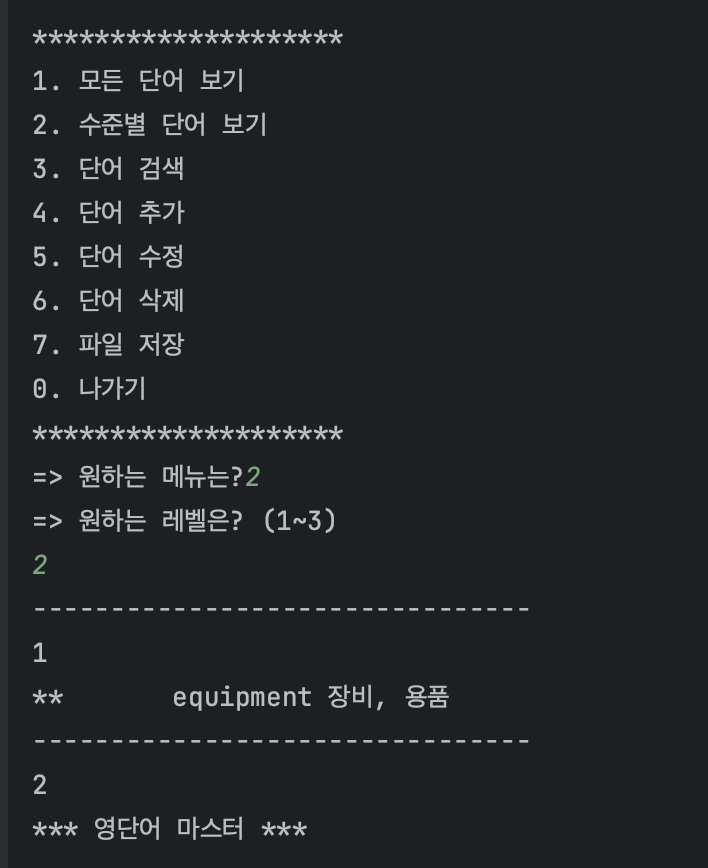 ********************
1. 모든 단어 보기
2. 수준별 단어 보기
3. 단어 검색
4. 단어 추가
5. 단어 수정
6. 단어 삭제
7. 파일 저장
0. 나가기
********************
=> 원하는 메뉴는?2
=> 원하는 레벨은? (1~3)
2
--------------------------------
1
**       equipment 장비, 용품
--------------------------------
2
*** 영단어 마스터 ***